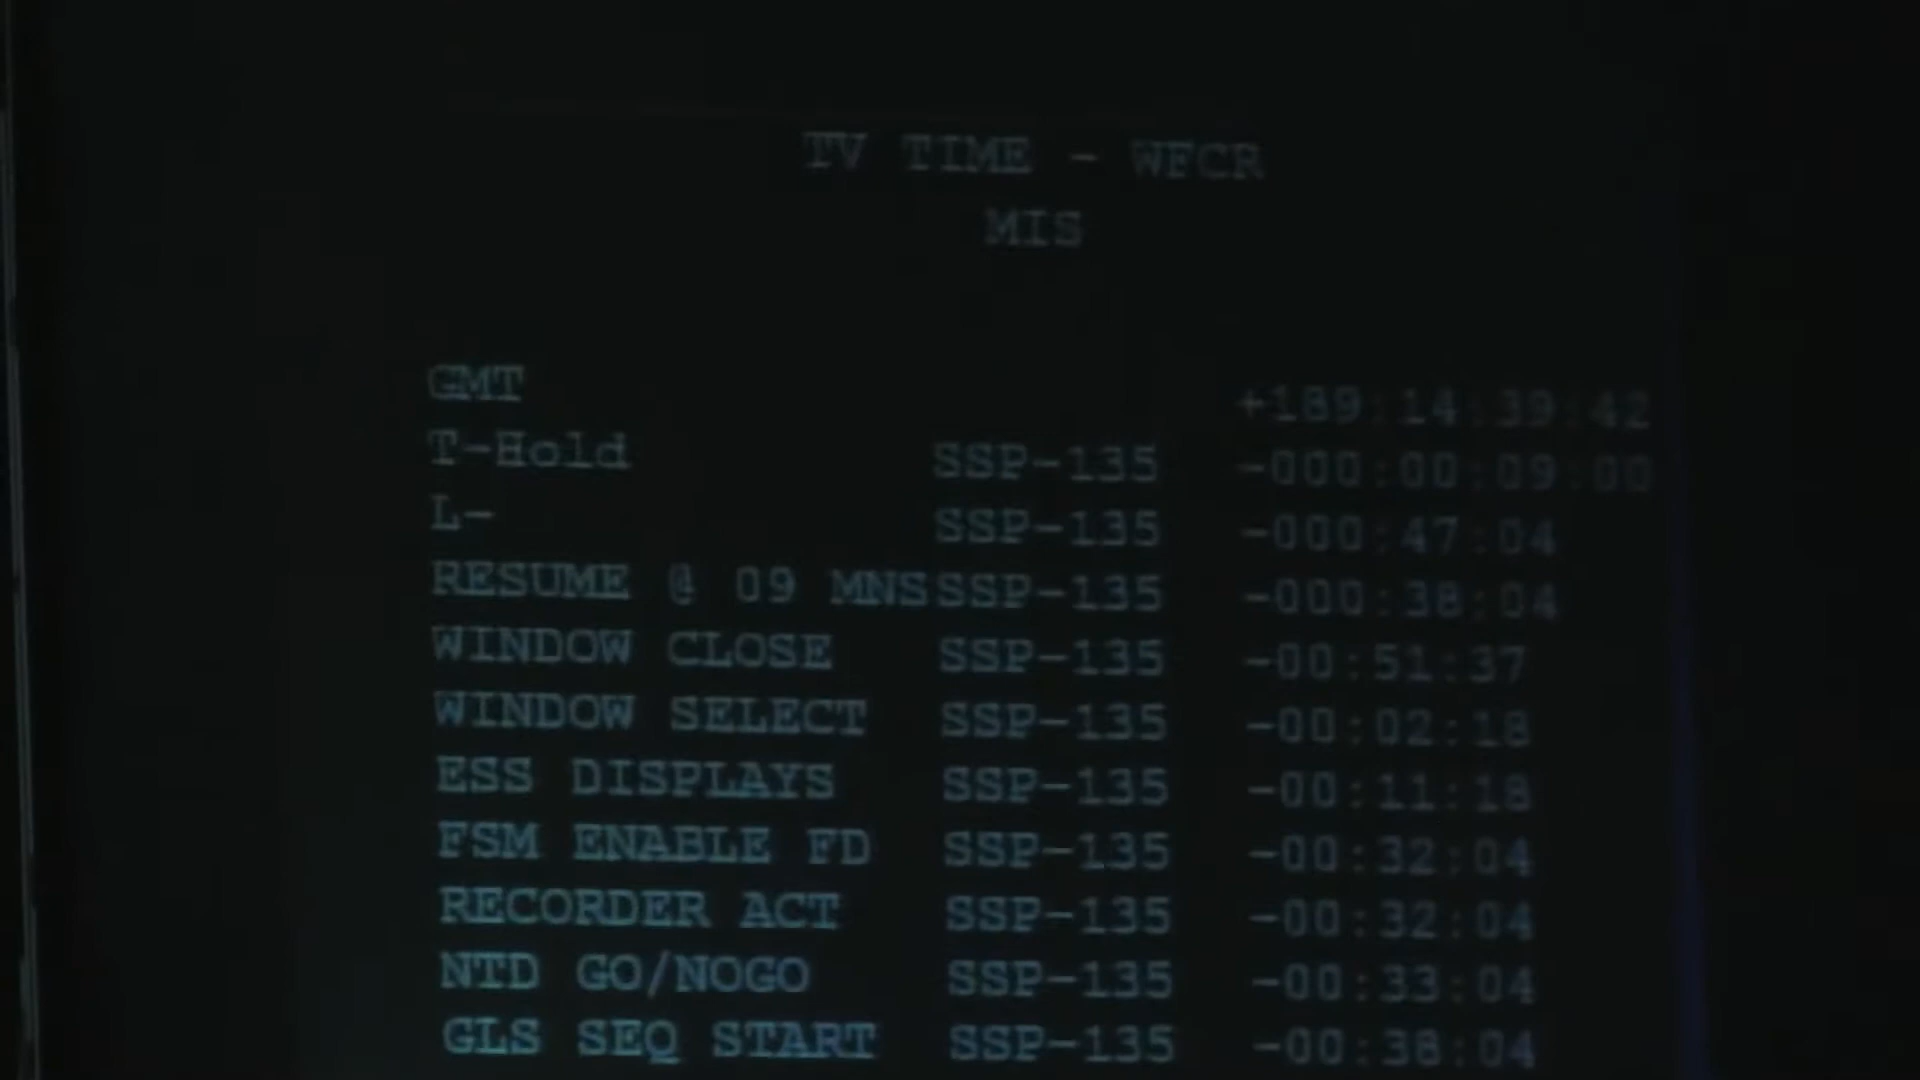 TV TIME - WFCR
MIS
GMT +189:14:39:42
T-Hold SSP-135 -000:00:09:00
L- SSP-135 -000:47:04
RESUME @ 09 MNSSSP-135 -000:38:04
WINDOW CLOSE SSP-135 -00:51:37
WINDOW SELECT SSP-135 -00:02:18
ESS DISPLAYS SSP-135 -00:11:18
FSM ENABLE FD SSP-135 -00:32:04
RECORDER ACT SSP-135 -00:32:04
NTD GO/NOGO SSP-135 -00:33:04
GLS SEQ START SSP-135 -00:38:04